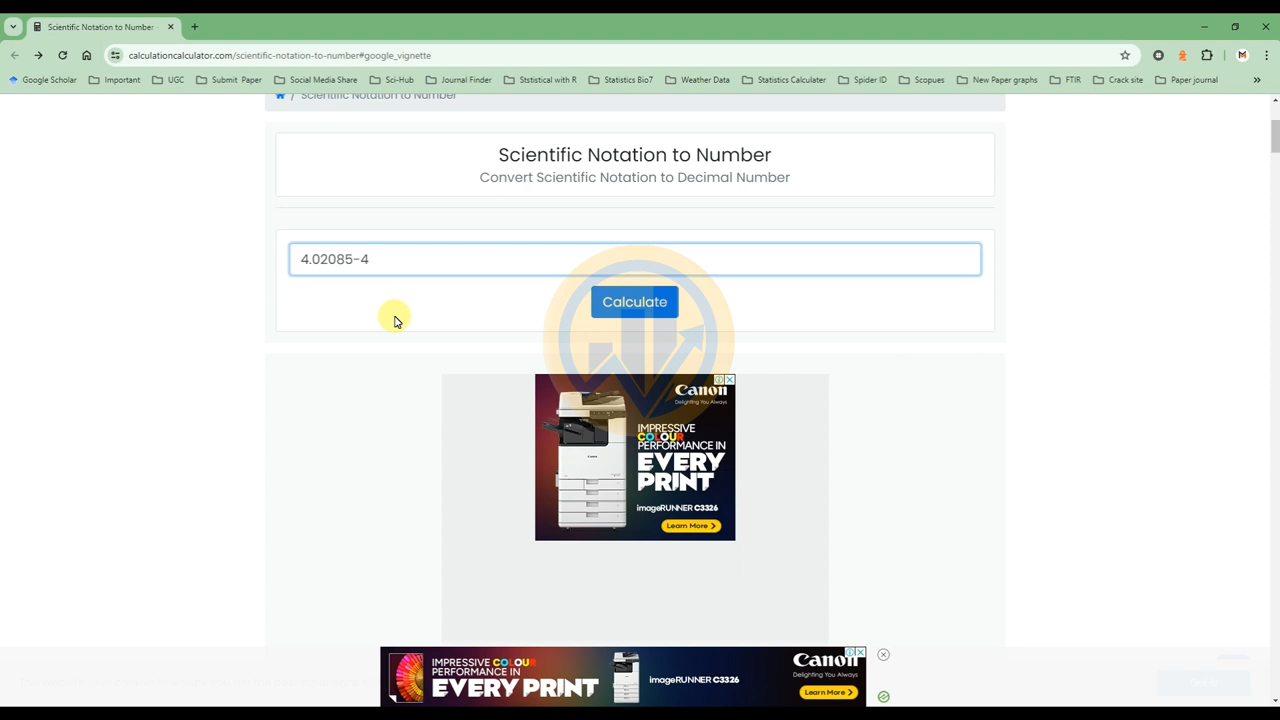 Scientific Notation to Number
calculationcalculator.com/scientific-notation-to-number#google_vignette
Google Scholar Important UGC Submit Paper Social Media Share Sci-Hub Journal Finder Ststistical with R Statistics Bio7 Weather Data Statistics Calculater Spider ID Scopues New Paper graphs FTIR Crack site Paper journal
/ Scientific Notation to Number
Scientific Notation to Number
Convert Scientific Notation to Decimal Number
4.02085-4
Calculate
Canon
Delighting You Always
IMPRESSIVE
COLOUR
PERFORMANCE IN
EVERY
PRINT
imageRUNNER C3326
Learn More
IMPRESSIVE COLOUR
PERFORMANCE IN
EVERY PRINT
imageRUNNER C3326
Canon
Delighting You Always
Learn More